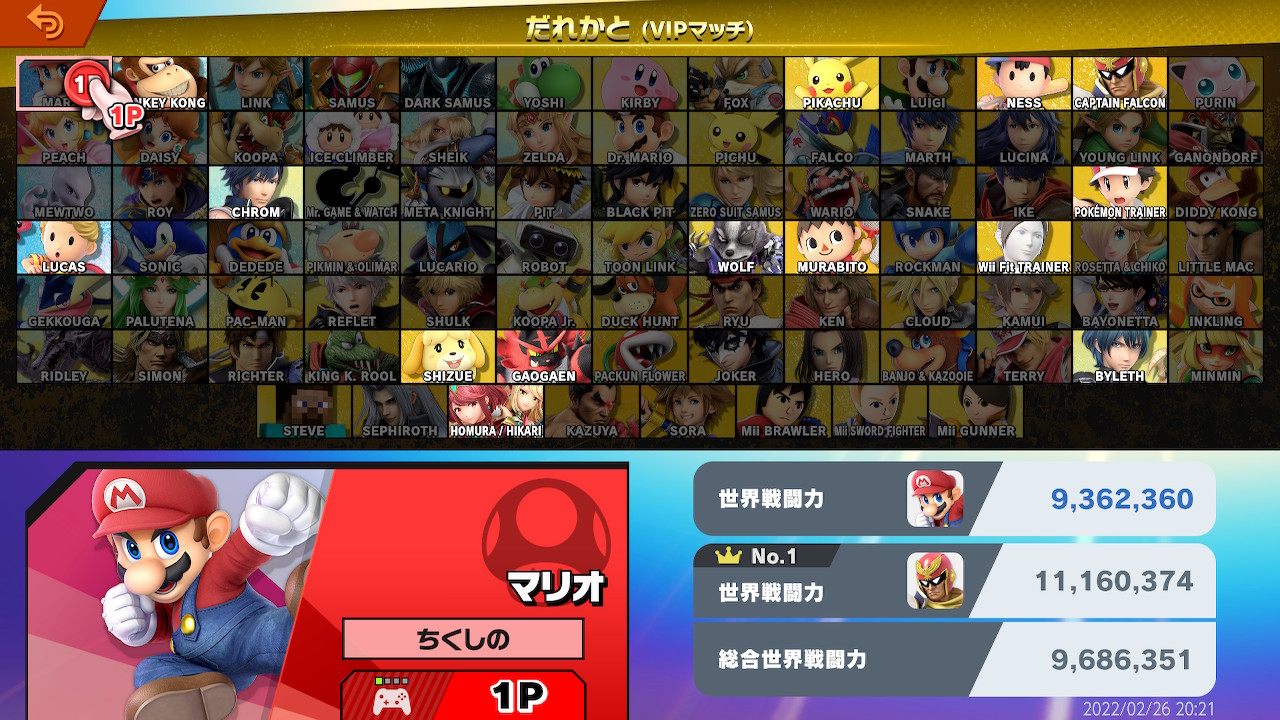 だれかと (VIPマッチ)
MAR
1
1P
KEY KONG
LINK
SAMUS
DARK SAMUS
YOSHI
KIRBY
FOX
PIKACHU
LUIGI
NESS
CAPTAIN FALCON
PURIN
PEACH
DAISY
KOOPA
ICE CLIMBER
SHEIK
ZELDA
Dr. MARIO
PICHU
FALCO
MARTH
LUCINA
YOUNG LINK
GANONDORF
MEWTWO
ROY
CHROM
Mr. GAME & WATCH
META KNIGHT
PIT
BLACK PIT
ZERO SUIT SAMUS
WARIO
SNAKE
IKE
POKÉMON TRAINER
DIDDY KONG
LUCAS
SONIC
DEDEDE
PIKMIN & OLIMAR
LUCARIO
ROBOT
TOON LINK
WOLF
MURABITO
ROCKMAN
Wii Fit TRAINER
ROSETTA & CHIKO
LITTLE MAC
GEKKOUGA
PALUTENA
PAC-MAN
REFLET
SHULK
KOOPA Jr.
DUCK HUNT
RYU
KEN
CLOUD
KAMUI
BAYONETTA
INKLING
RIDLEY
SIMON
RICHTER
KING K. ROOL
SHIZUE
GAOGAEN
PACKUN FLOWER
JOKER
HERO
BANJO & KAZOOIE
TERRY
BYLETH
MINMIN
STEVE
SEPHIROTH
HOMURA / HIKARI
KAZUYA
SORA
Mii BRAWLER
Mii SWORD FIGHTER
Mii GUNNER
マリオ
ちくしの
1P
世界戦闘力
9,362,360
No.1
世界戦闘力
11,160,374
総合世界戦闘力
9,686,351
2022/02/26 20:21